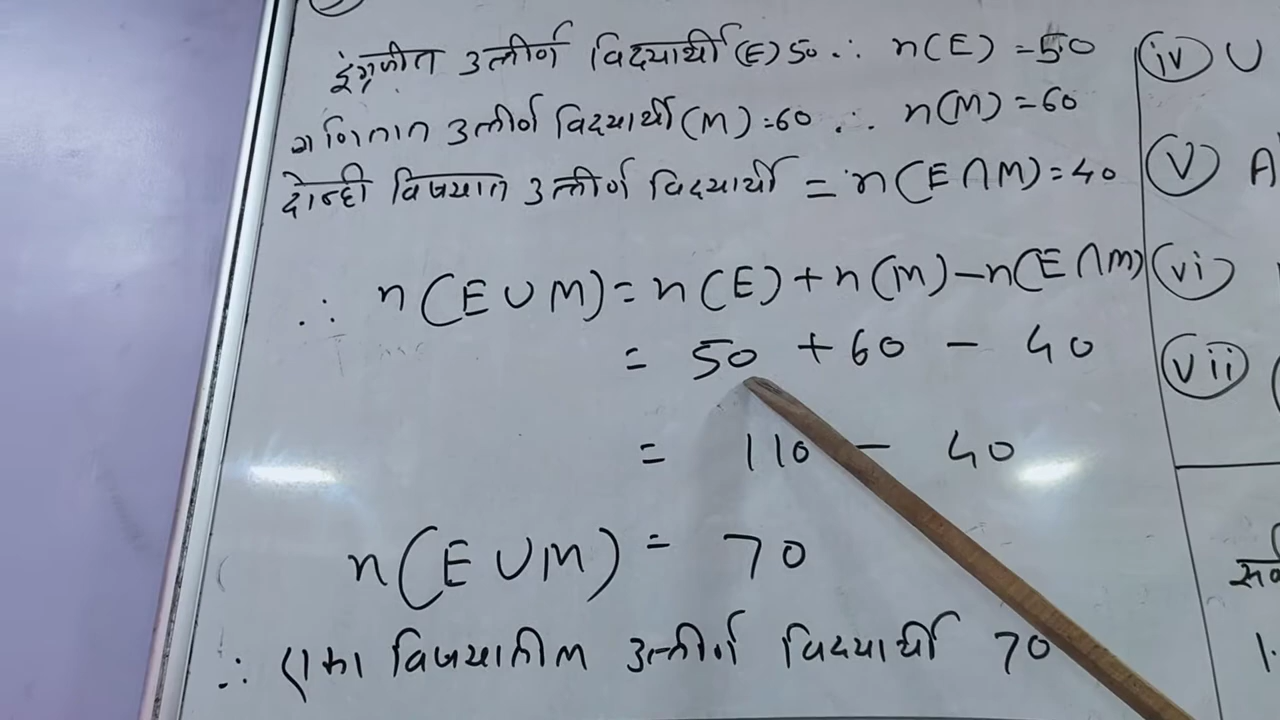 इंग्रजीत उत्तीर्ण विद्यार्थी (E) 50 ∴ n(E) = 50
गणितात उत्तीर्ण विद्यार्थी (M) = 60 ∴ n(M) = 60
दोन्ही विषयात उत्तीर्ण विद्यार्थी = n(E∩M) = 40
∴ n(E∪M) = n(E) + n(M) - n(E∩M)
= 50 + 60 - 40
= 110 - 40
n(E∪M) = 70
∴ एका विषयातील उत्तीर्ण विद्यार्थी 70
(iv) U
(v) A
(vi)
(vii)
1.